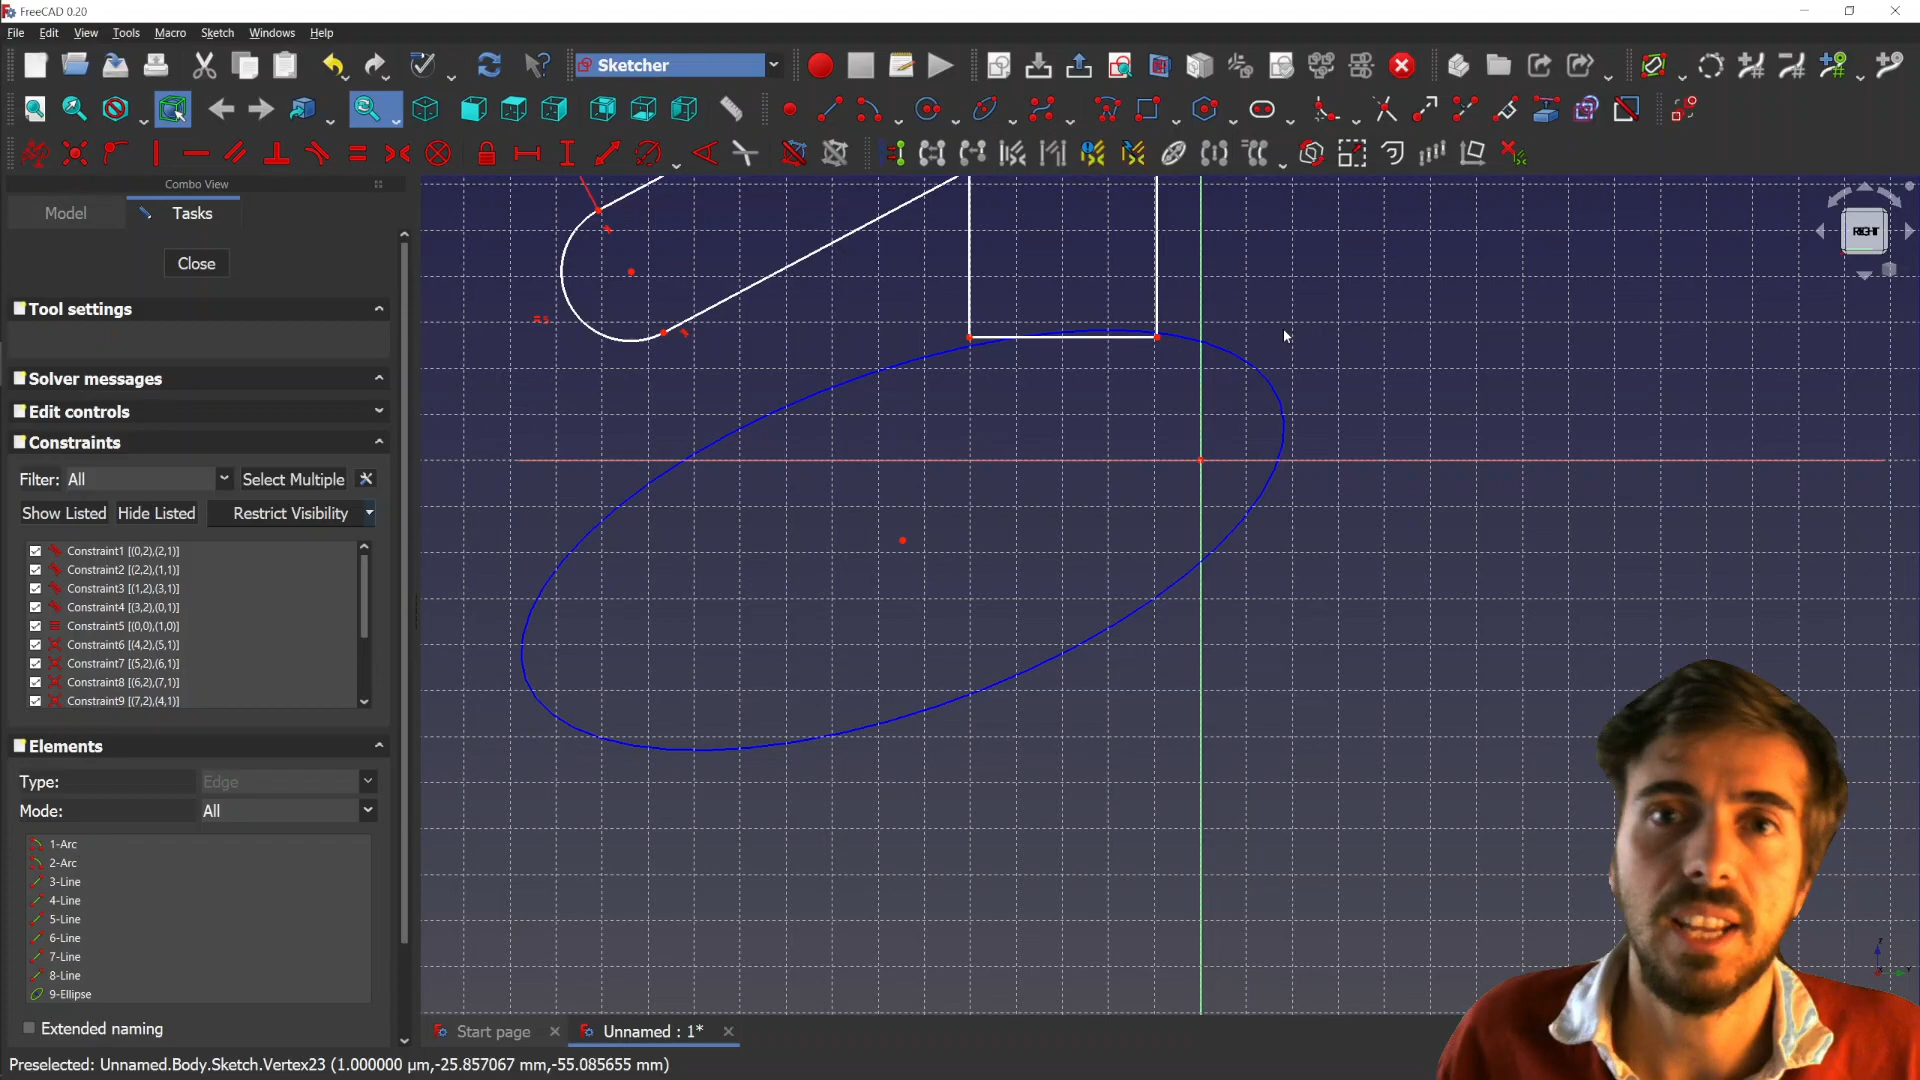 FreeCAD 0.20
File Edit View Tools Macro Sketch Windows Help
Sketcher
Combo View
Model Tasks
Close
Tool settings
Solver messages
Edit controls
Constraints
Filter: All Select Multiple
Show Listed Hide Listed Restrict Visibility
Constraint1 [(0,2),(2,1)]
Constraint2 [(2,2),(1,1)]
Constraint3 [(1,2),(3,1)]
Constraint4 [(3,2),(0,1)]
Constraint5 [(0,0),(1,0)]
Constraint6 [(4,2),(5,1)]
Constraint7 [(5,2),(6,1)]
Constraint8 [(6,2),(7,1)]
Constraint9 [(7,2),(4,1)]
Elements
Type: Edge
Mode: All
1-Arc
2-Arc
3-Line
4-Line
5-Line
6-Line
7-Line
8-Line
9-Ellipse
Extended naming
RIGHT
Start page Unnamed : 1*
Preselected: Unnamed.Body.Sketch.Vertex23 (1.000000 µm,-25.857067 mm,-55.085655 mm)